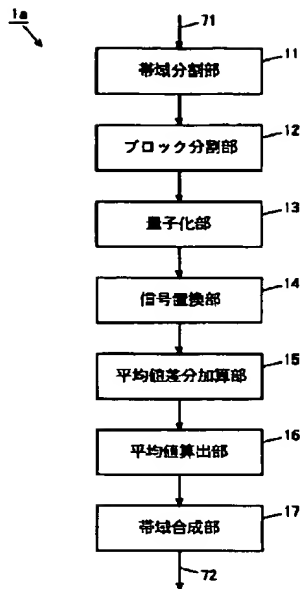 1a
71
帯域分割部
11
ブロック分割部
12
量子化部
13
信号置換部
14
平均値差分加算部
15
平均値算出部
16
帯域合成部
17
72